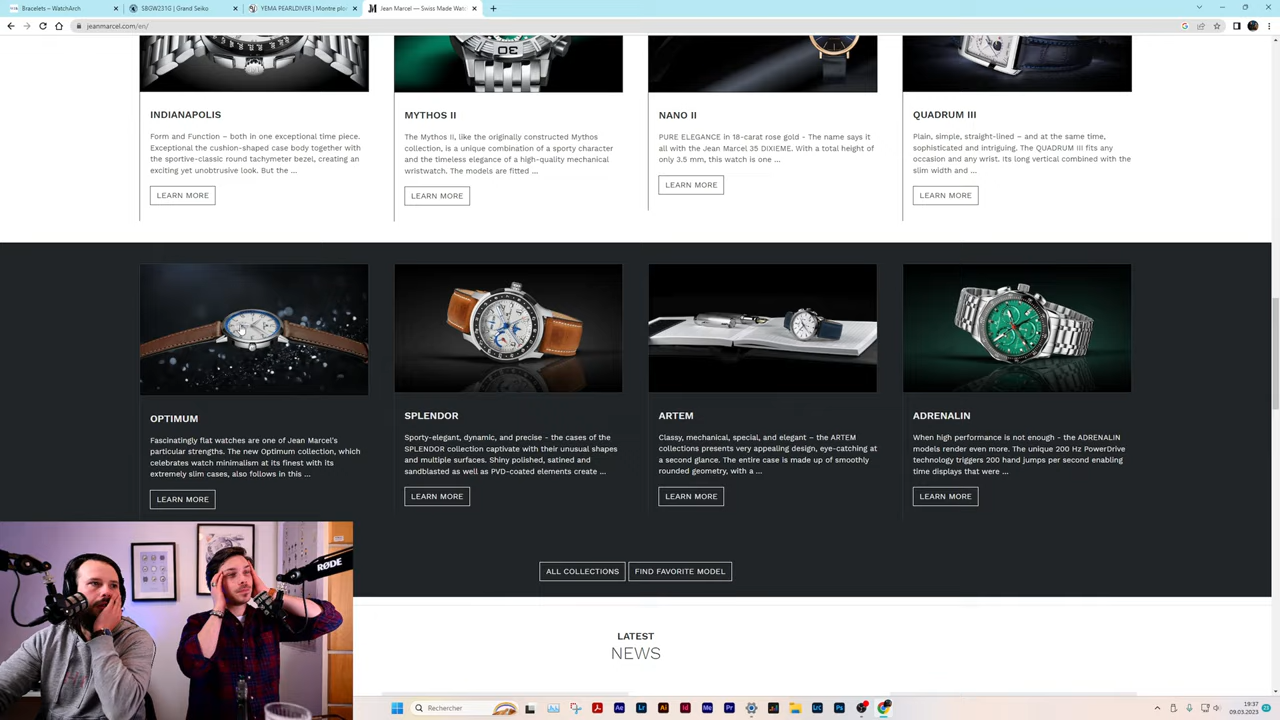 Bracelets – WatchArch
SBGW231G | Grand Seiko
YEMA PEARLDIVER | Montre plo
Jean Marcel — Swiss Made Wat
jeanmarcel.com/en/
INDIANAPOLIS
Form and Function – both in one exceptional time piece.
Exceptional the cushion-shaped case body together with
the sportive-classic round tachymeter bezel, creating an
exciting yet unobtrusive look. But the ...
LEARN MORE
MYTHOS II
The Mythos II, like the originally constructed Mythos
collection, is a unique combination of a sporty character
and the timeless elegance of a high-quality mechanical
wristwatch. The models are fitted ...
LEARN MORE
NANO II
PURE ELEGANCE in 18-carat rose gold - The name says it
all with the Jean Marcel 35 DIXIEME. With a total height of
only 3.5 mm, this watch is one ...
LEARN MORE
QUADRUM III
Plain, simple, straight-lined – and at the same time,
sophisticated and intriguing. The QUADRUM III fits any
occasion and any wrist. Its long vertical combined with the
slim width and ...
LEARN MORE
OPTIMUM
Fascinatingly flat watches are one of Jean Marcel's
particular strengths. The new Optimum collection, which
celebrates watch minimalism at its finest with its
extremely slim cases, also follows in this ...
LEARN MORE
SPLENDOR
Sporty-elegant, dynamic, and precise - the cases of the
SPLENDOR collection captivate with their unusual shapes
and multiple surfaces. Shiny polished, satined and
sandblasted as well as PVD-coated elements create ...
LEARN MORE
ARTEM
Classy, mechanical, special, and elegant – the ARTEM
collections presents very appealing design, eye-catching at
a second glance. The entire case is made up of smoothly
rounded geometry, with a ...
LEARN MORE
ADRENALIN
When high performance is not enough - the ADRENALIN
models render even more. The unique 200 Hz PowerDrive
technology triggers 200 hand jumps per second enabling
time displays that were ...
LEARN MORE
ALL COLLECTIONS
FIND FAVORITE MODEL
LATEST
NEWS
RØDE
Rechercher
Ae
Lr
Ai
Id
Me
Pr
LrC
Ps
19:37
09.03.2023